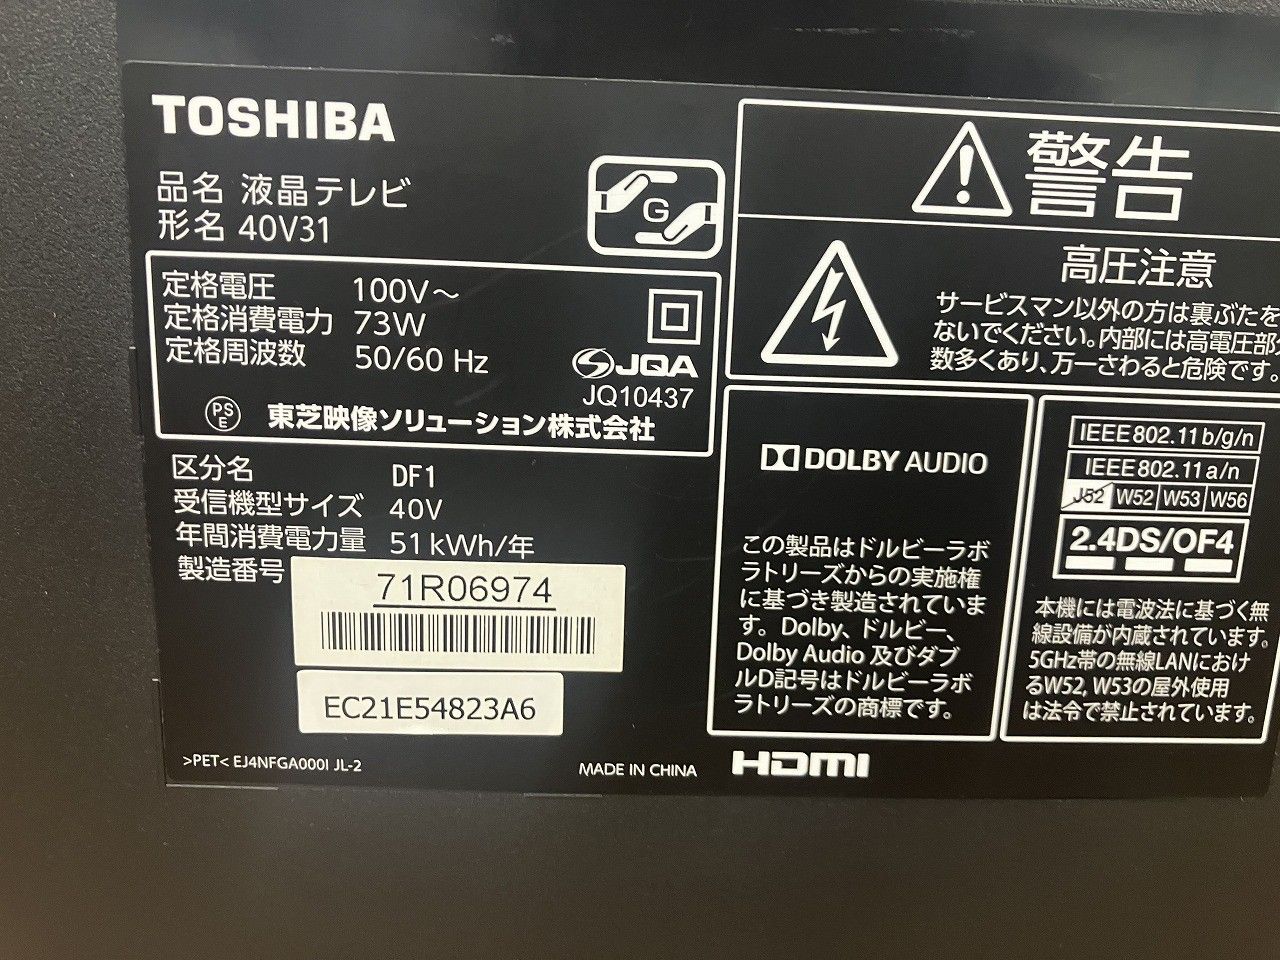 TOSHIBA
品名 液晶テレビ
形名 40V31
G
定格電圧 100V～
定格消費電力 73W
定格周波数 50/60 Hz
JQA
JQ10437
PS
E
東芝映像ソリューション株式会社
区分名 DF1
受信機型サイズ 40V
年間消費電力量 51kWh/年
製造番号 71R06974
EC21E54823A6
>PET< EJ4NFGA000I JL-2
MADE IN CHINA
警告
高圧注意
サービスマン以外の方は裏ぶたを
ないでください。内部には高電圧部分
数多くあり、万一さわると危険です。
DOLBY AUDIO
この製品はドルビーラボ
ラトリーズからの実施権
に基づき製造されていま
す。Dolby、ドルビー、
Dolby Audio 及びダブ
ルD記号はドルビーラボ
ラトリーズの商標です。
HDMI
IEEE802.11b/g/n
IEEE802.11a/n
J52 W52 W53 W56
2.4DS/OF4
本機には電波法に基づく無
線設備が内蔵されています。
5GHz帯の無線LANにおけ
るW52, W53の屋外使用
は法令で禁止されています。